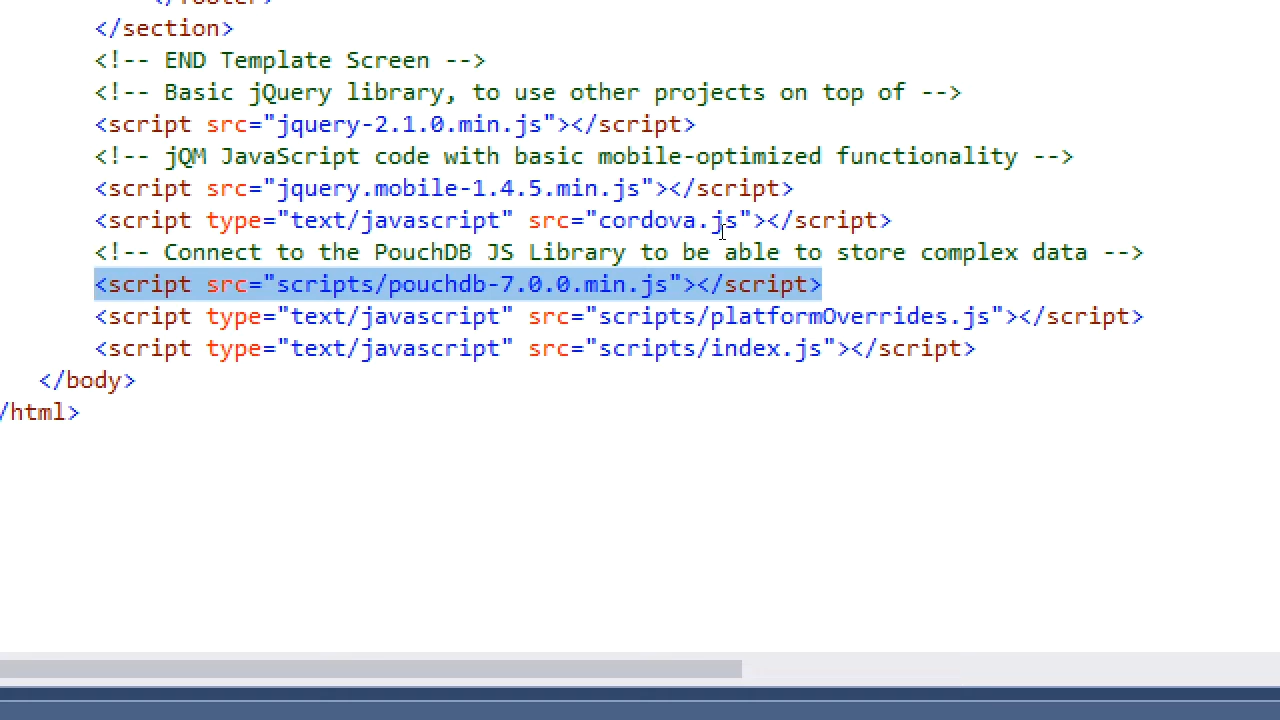 </footer>
</section>
<!-- END Template Screen -->
<!-- Basic jQuery library, to use other projects on top of -->
<script src="jquery-2.1.0.min.js"></script>
<!-- jQM JavaScript code with basic mobile-optimized functionality -->
<script src="jquery.mobile-1.4.5.min.js"></script>
<script type="text/javascript" src="cordova.js"></script>
<!-- Connect to the PouchDB JS Library to be able to store complex data -->
<script src="scripts/pouchdb-7.0.0.min.js"></script>
<script type="text/javascript" src="scripts/platformOverrides.js"></script>
<script type="text/javascript" src="scripts/index.js"></script>
</body>
/html>